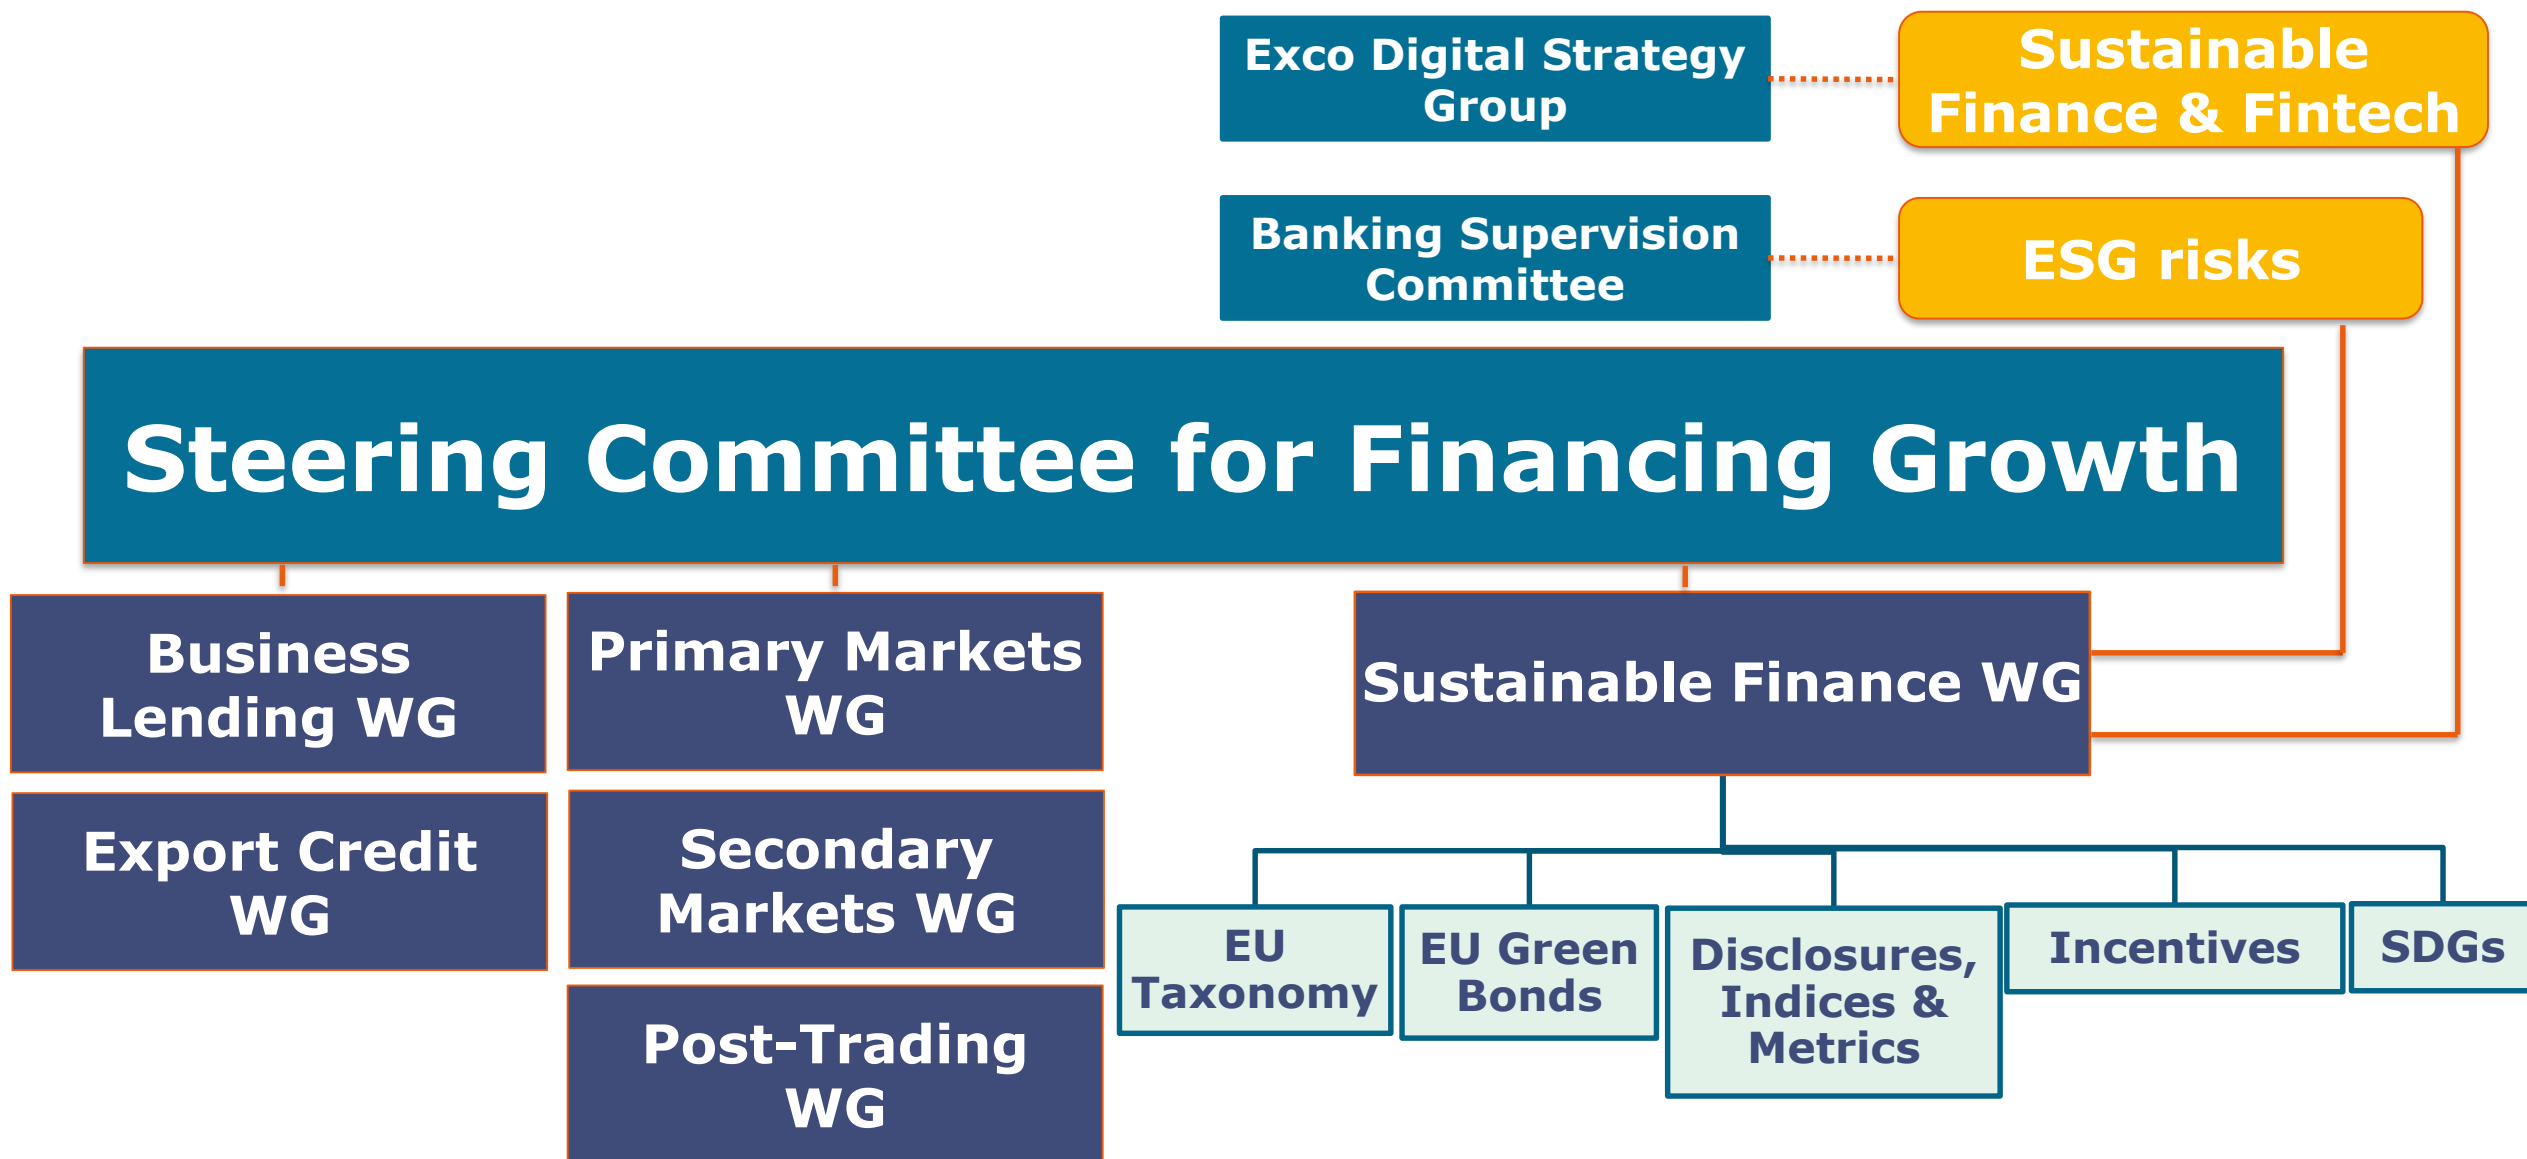 Exco Digital Strategy
Group
Sustainable
Finance & Fintech
Banking Supervision
Committee
ESG risks
Steering Committee for Financing Growth
Business
Lending WG
Primary Markets
WG
Sustainable Finance WG
Export Credit
WG
Secondary
Markets WG
Post-Trading
WG
EU
Taxonomy
EU Green
Bonds
Disclosures,
Indices &
Metrics
Incentives
SDGs